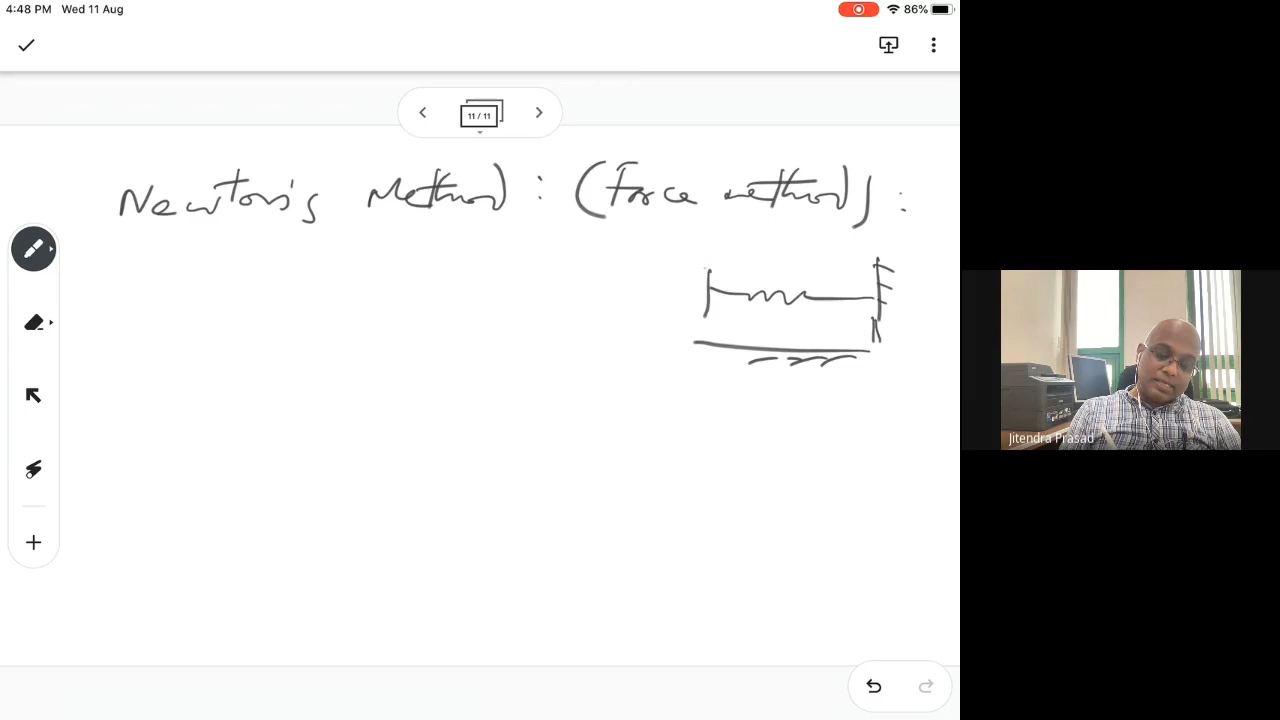 4:48 PM Wed 11 Aug
86%
11 / 11
Newton's Method : (Force method) :
Jitendra Prasad